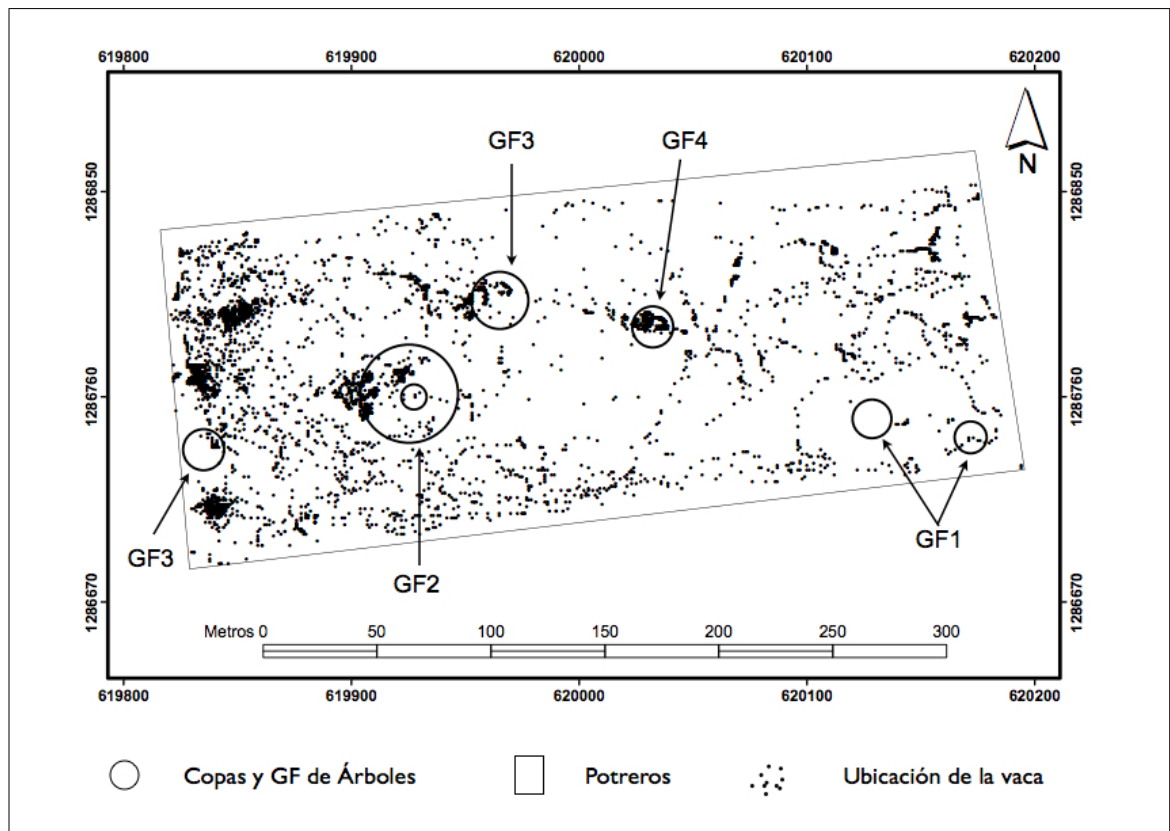 619800 619900 620000 620100 620200
GF3 GF4
N
1286850 1286850
1286760 1286760
GF3 GF2 GF1
1286670 1286670
Metros 0 50 100 150 200 250 300
619800 619900 620000 620100 620200
Copas y GF de Árboles Potreros Ubicación de la vaca